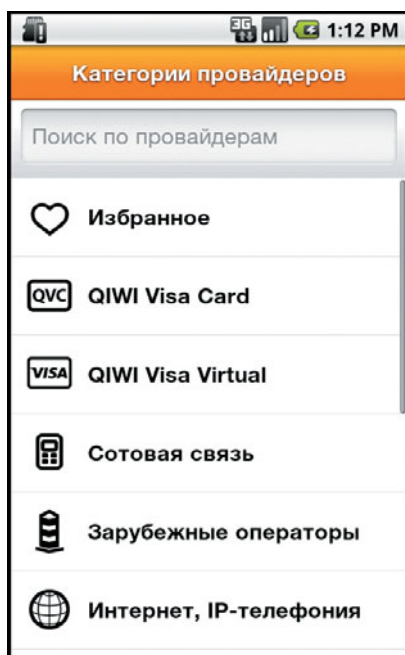 3G 1:12 PM
Категории провайдеров
Поиск по провайдерам
Избранное
QVC QIWI Visa Card
VISA QIWI Visa Virtual
Сотовая связь
Зарубежные операторы
Интернет, IP-телефония